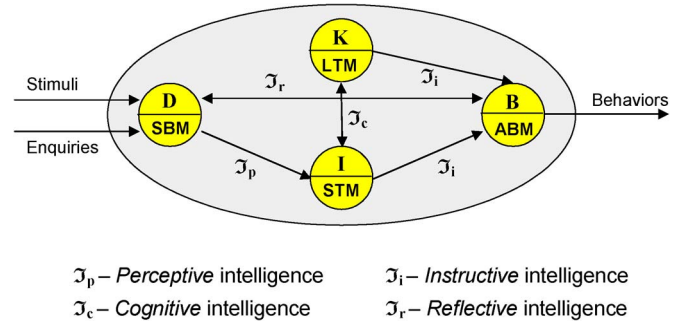 K
LTM
Stimuli
D
SBM
ℑr
ℑi
B
ABM
Behaviors
ℑc
Enquiries
ℑp
I
STM
ℑi
ℑp – Perceptive intelligence
ℑi – Instructive intelligence
ℑc – Cognitive intelligence
ℑr – Reflective intelligence